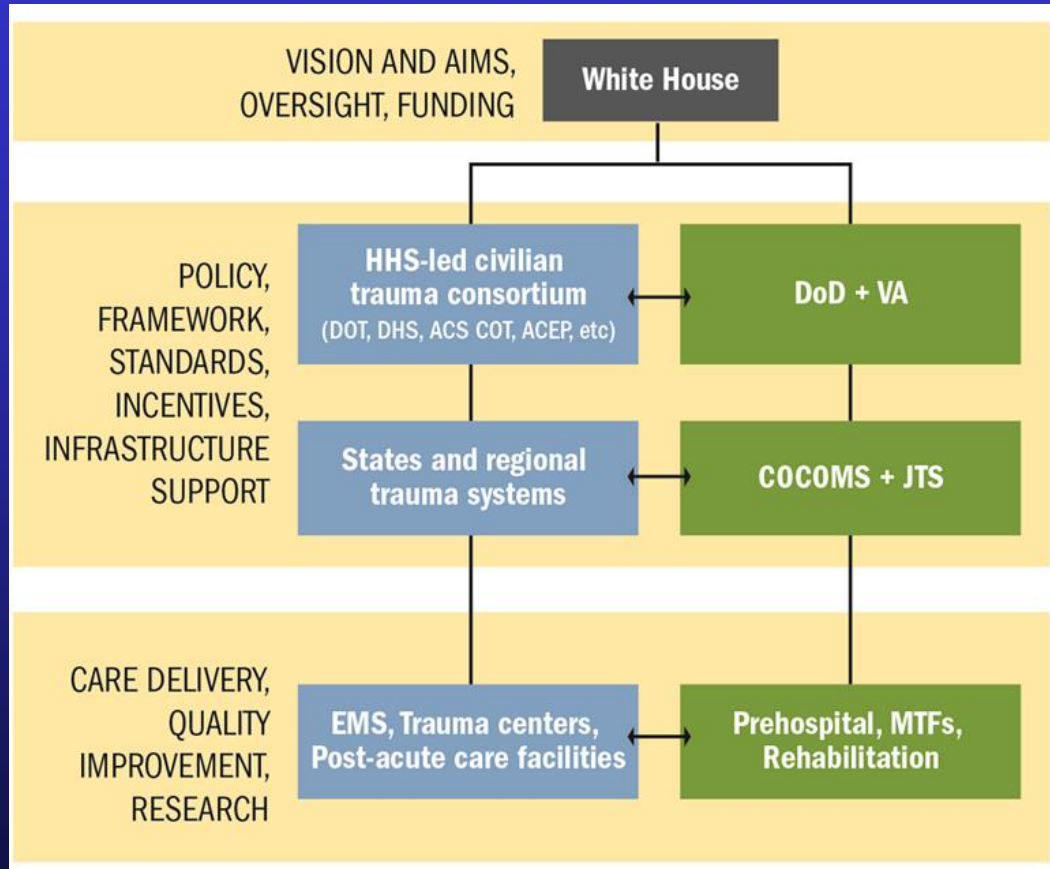 VISION AND AIMS,
OVERSIGHT, FUNDING
White House
POLICY,
FRAMEWORK,
STANDARDS,
INCENTIVES,
INFRASTRUCTURE
SUPPORT
HHS-led civilian
trauma consortium
(DOT, DHS, ACS COT, ACEP, etc)
DoD + VA
States and regional
trauma systems
COCOMS + JTS
CARE DELIVERY,
QUALITY
IMPROVEMENT,
RESEARCH
EMS, Trauma centers,
Post-acute care facilities
Prehospital, MTFs,
Rehabilitation